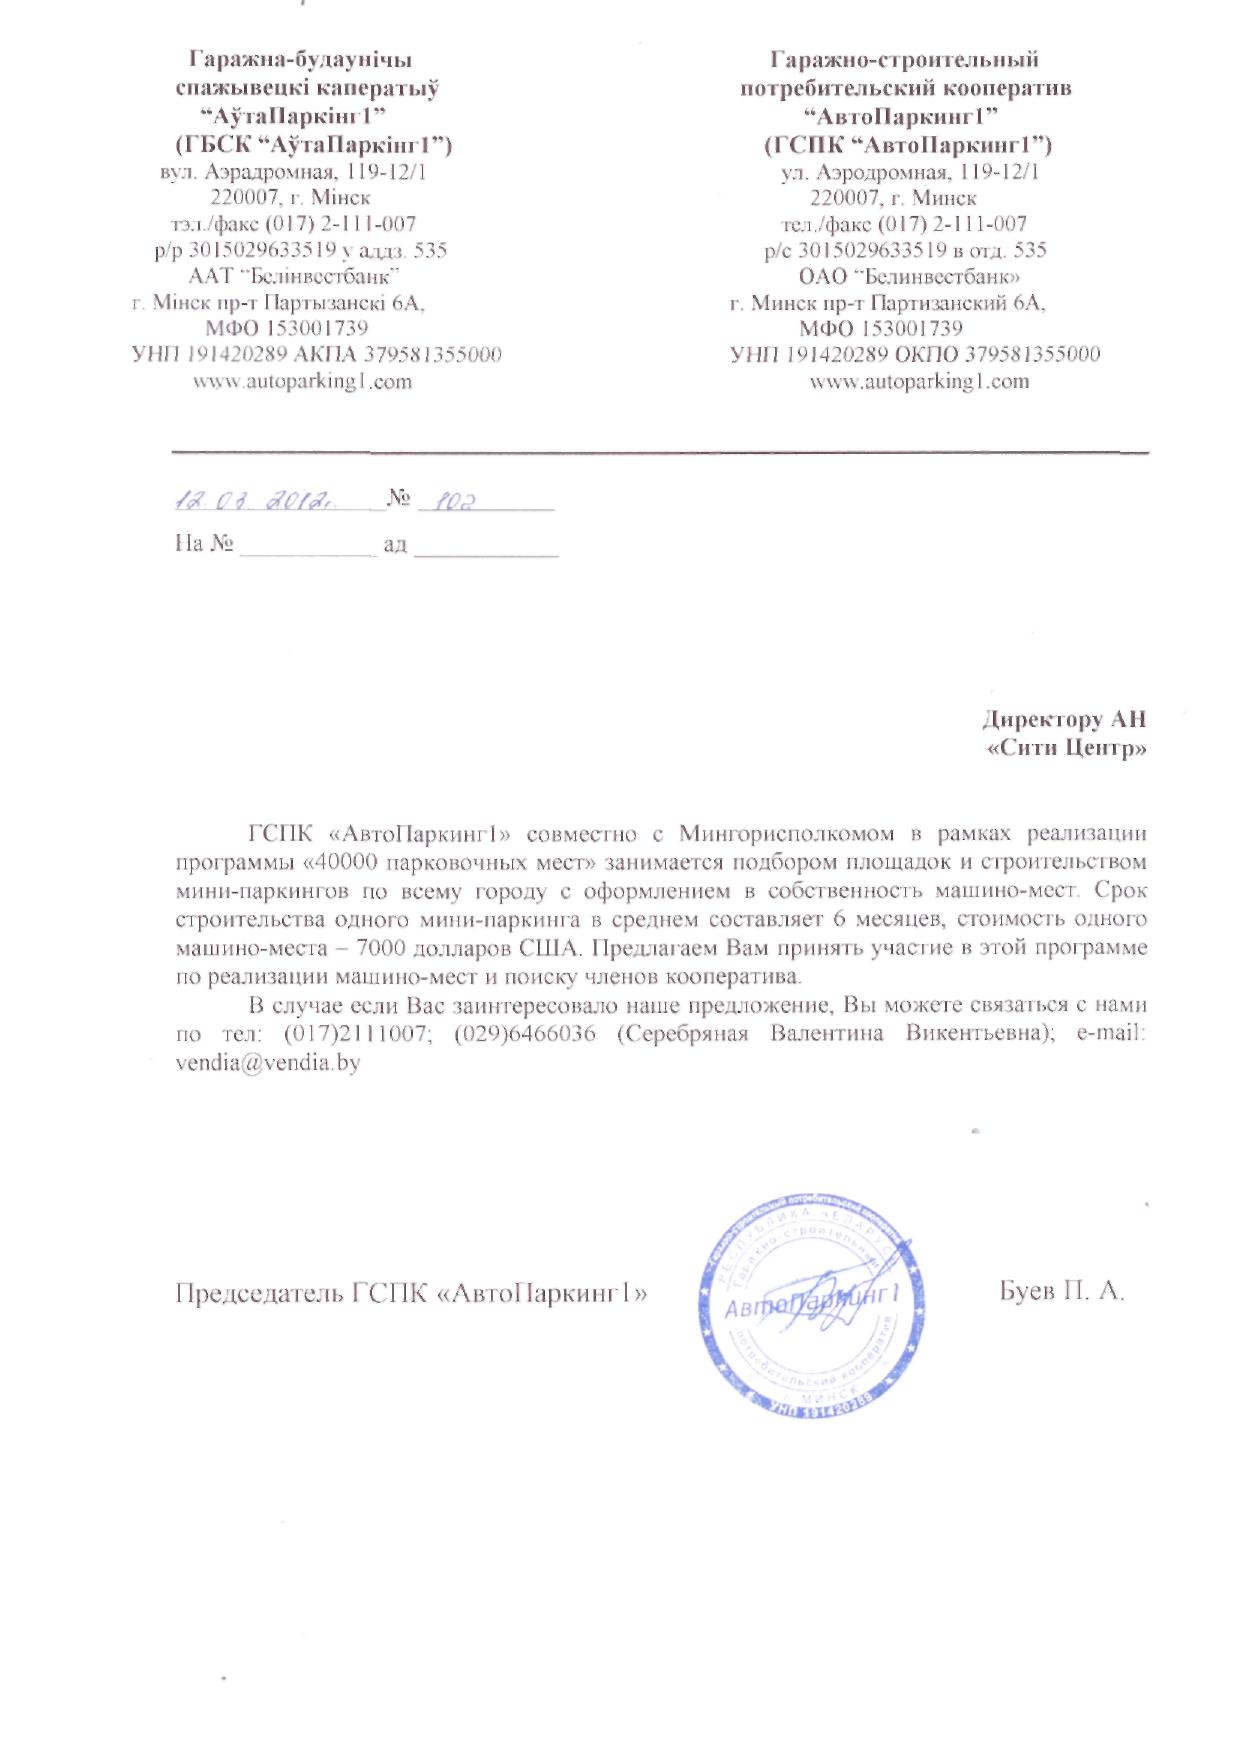 Гаражна-будаунічы
спажывецкі каператыў
“АўтаПаркінг1”
(ГБСК “АўтаПаркінг1”)
вул. Аэрадромная, 119-12/1
220007, г. Мінск
тэл./факс (017) 2-111-007
р/р 3015029633519 у аддз. 535
ААТ “Белінвестбанк”
г. Мінск пр-т Партызанскі 6А,
МФО 153001739
УНП 191420289 АКПА 379581355000
www.autoparking1.com
Гаражно-строительный
потребительский кооператив
“АвтоПаркинг1”
(ГСПК “АвтоПаркинг1”)
ул. Аэродромная, 119-12/1
220007, г. Минск
тел./факс (017) 2-111-007
р/с 3015029633519 в отд. 535
ОАО “Белинвестбанк»
г. Минск пр-т Партизанский 6А,
МФО 153001739
УНП 191420289 ОКПО 379581355000
www.autoparking1.com
12.03.2012г. № 102
На № ____________ ад ____________
Директору АН
«Сити Центр»
ГСПК «АвтоПаркинг1» совместно с Мингорисполкомом в рамках реализации
программы «40000 парковочных мест» занимается подбором площадок и строительством
мини-паркингов по всему городу с оформлением в собственность машино-мест. Срок
строительства одного мини-паркинга в среднем составляет 6 месяцев, стоимость одного
машино-места – 7000 долларов США. Предлагаем Вам принять участие в этой программе
по реализации машино-мест и поиску членов кооператива.
В случае если Вас заинтересовало наше предложение, Вы можете связаться с нами
по тел: (017)2111007; (029)6466036 (Серебряная Валентина Викентьевна); e-mail:
vendia@vendia.by
Председатель ГСПК «АвтоПаркинг1»
Буев П. А.
РЕСПУБЛИКА БЕЛАРУСЬ
Гаражно-строительный
АвтоПаркинг1
потребительский кооператив
г. МИНСК
УНП 191420289